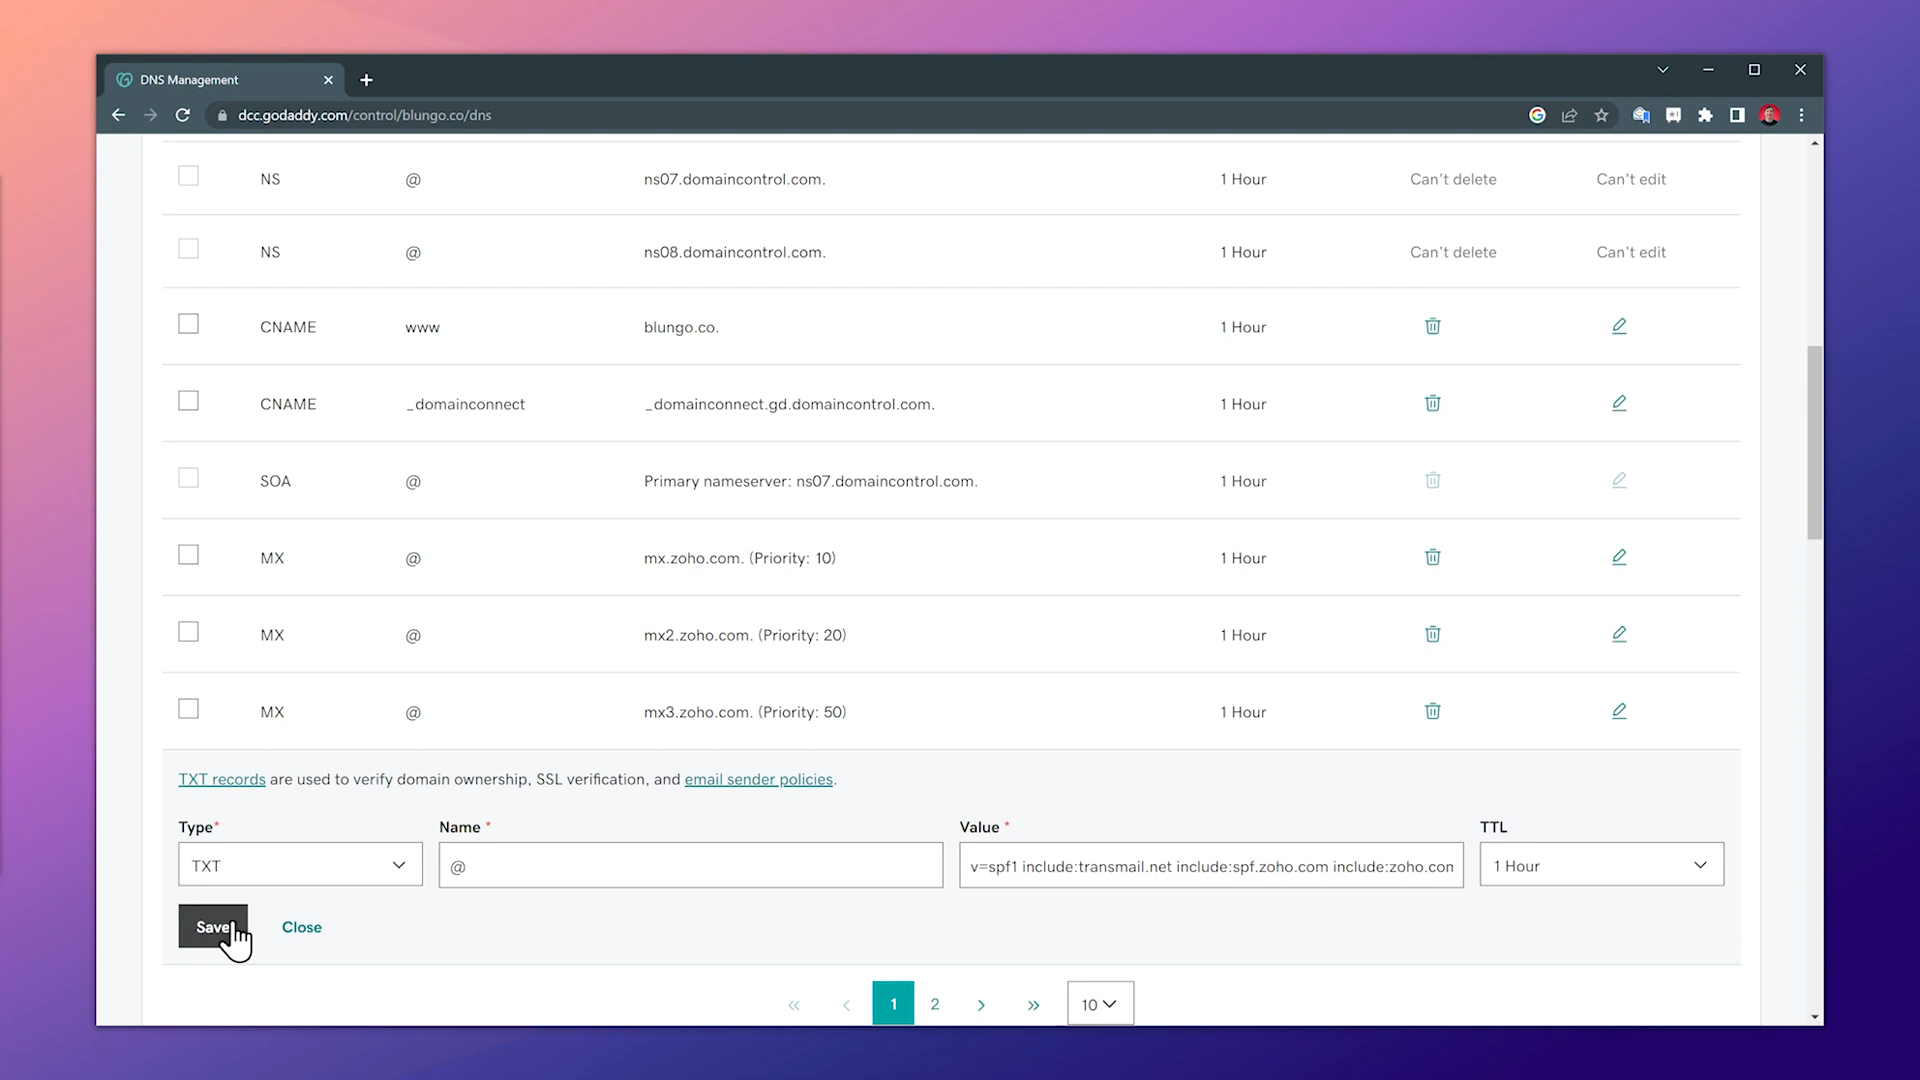 DNS Management
dcc.godaddy.com/control/blungo.co/dns
NS @ ns07.domaincontrol.com. 1 Hour Can't delete Can't edit
NS @ ns08.domaincontrol.com. 1 Hour Can't delete Can't edit
CNAME www blungo.co. 1 Hour
CNAME _domainconnect _domainconnect.gd.domaincontrol.com. 1 Hour
SOA @ Primary nameserver: ns07.domaincontrol.com. 1 Hour
MX @ mx.zoho.com. (Priority: 10) 1 Hour
MX @ mx2.zoho.com. (Priority: 20) 1 Hour
MX @ mx3.zoho.com. (Priority: 50) 1 Hour
TXT records are used to verify domain ownership, SSL verification, and email sender policies.
Type* Name * Value * TTL
TXT @ v=spf1 include:transmail.net include:spf.zoho.com include:zoho.con 1 Hour
Save Close
« ‹ 1 2 › » 10